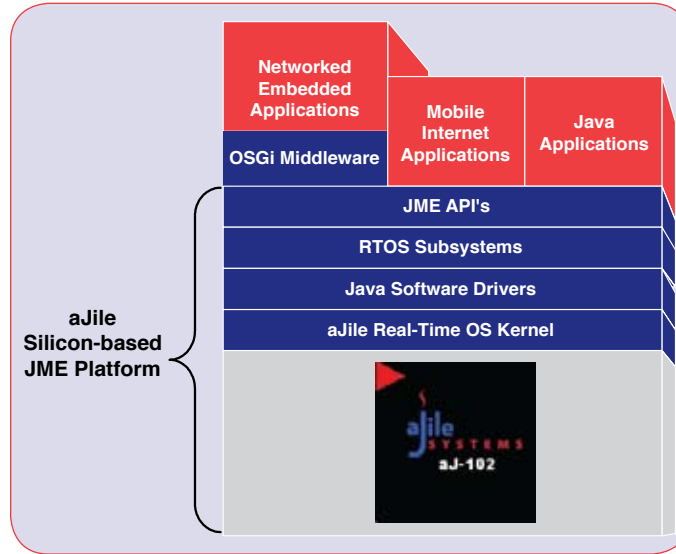 Networked
Embedded
Applications
Mobile
Internet
Applications
Java
Applications
OSGi Middleware
JME API's
RTOS Subsystems
Java Software Drivers
aJile Real-Time OS Kernel
aJile
Silicon-based
JME Platform
aJile
SYSTEMS
aJ-102